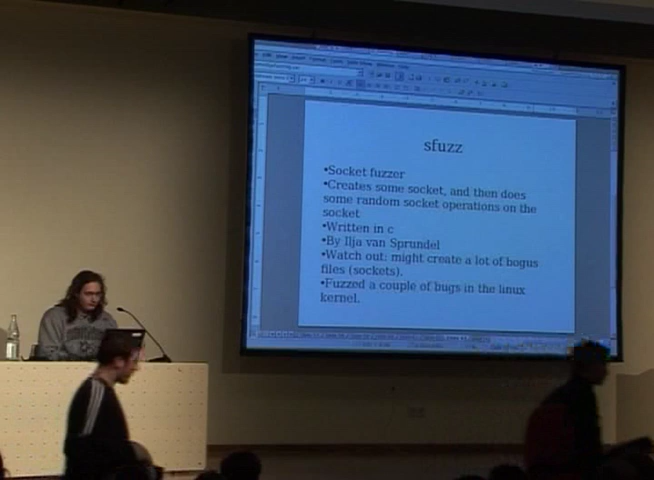 sfuzz
•Socket fuzzer
•Creates some socket, and then does
some random socket operations on the
socket
•Written in c
•By Ilja van Sprundel
•Watch out: might create a lot of bogus
files (sockets).
•Fuzzed a couple of bugs in the linux
kernel.